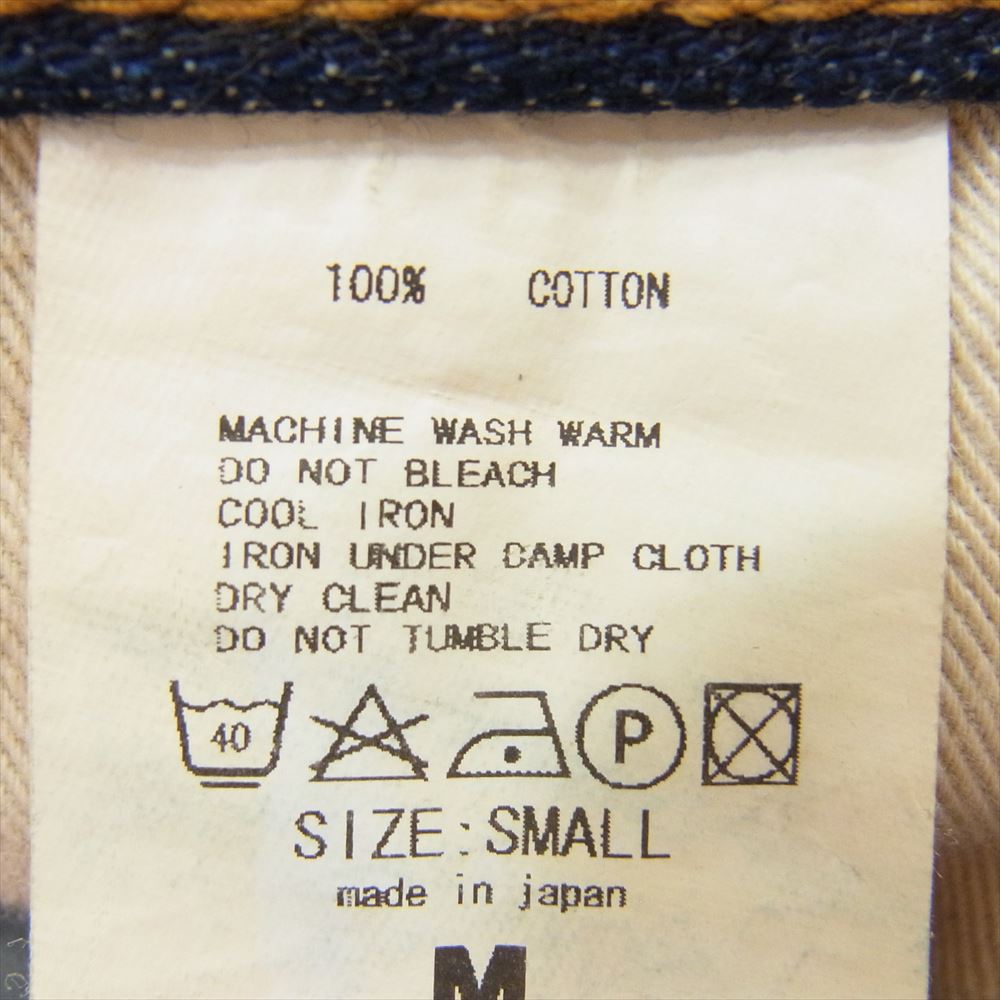 100% COTTON
MACHINE WASH WARM
DO NOT BLEACH
COOL IRON
IRON UNDER DAMP CLOTH
DRY CLEAN
DO NOT TUMBLE DRY
40 P
SIZE:SMALL
made in japan
M